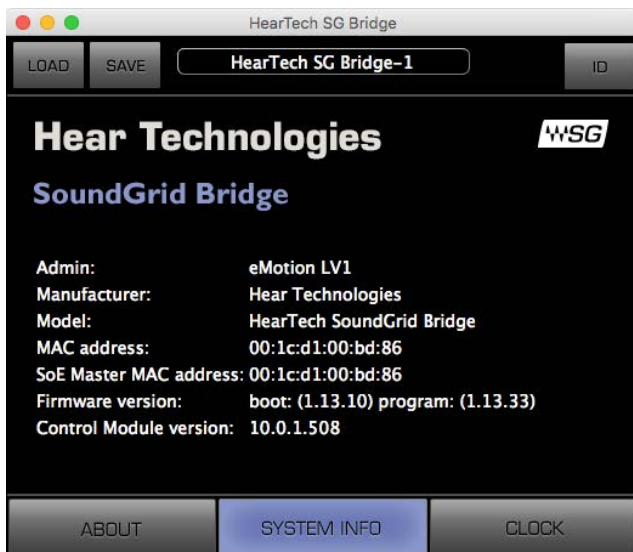 HearTech SG Bridge
LOAD SAVE HearTech SG Bridge-1 ID
Hear Technologies
WSG
SoundGrid Bridge
Admin: eMotion LV1
Manufacturer: Hear Technologies
Model: HearTech SoundGrid Bridge
MAC address: 00:1c:d1:00:bd:86
SoE Master MAC address: 00:1c:d1:00:bd:86
Firmware version: boot: (1.13.10) program: (1.13.33)
Control Module version: 10.0.1.508
ABOUT SYSTEM INFO CLOCK